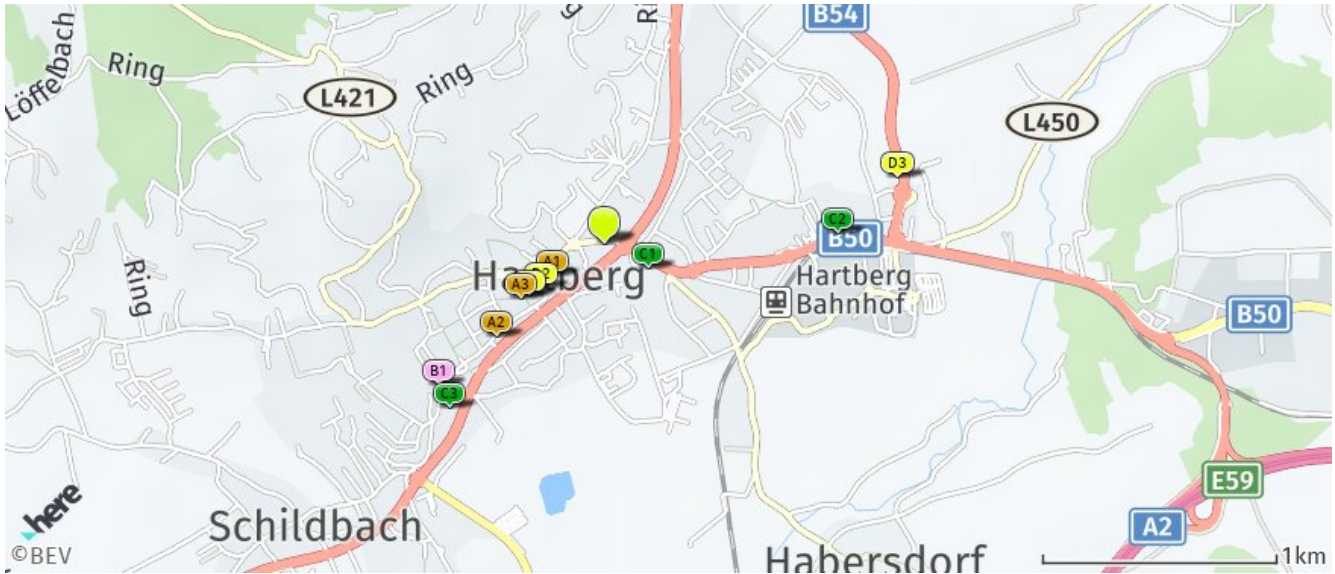 B54
Ring
Löffelbach
L421
Ring
L450
D3
C2
B50
C1
A1
Hartberg
A3
Hartberg
Bahnhof
Ring
B50
A2
B1
C3
here
©BEV
Schildbach
Habersdorf
E59
A2
1km